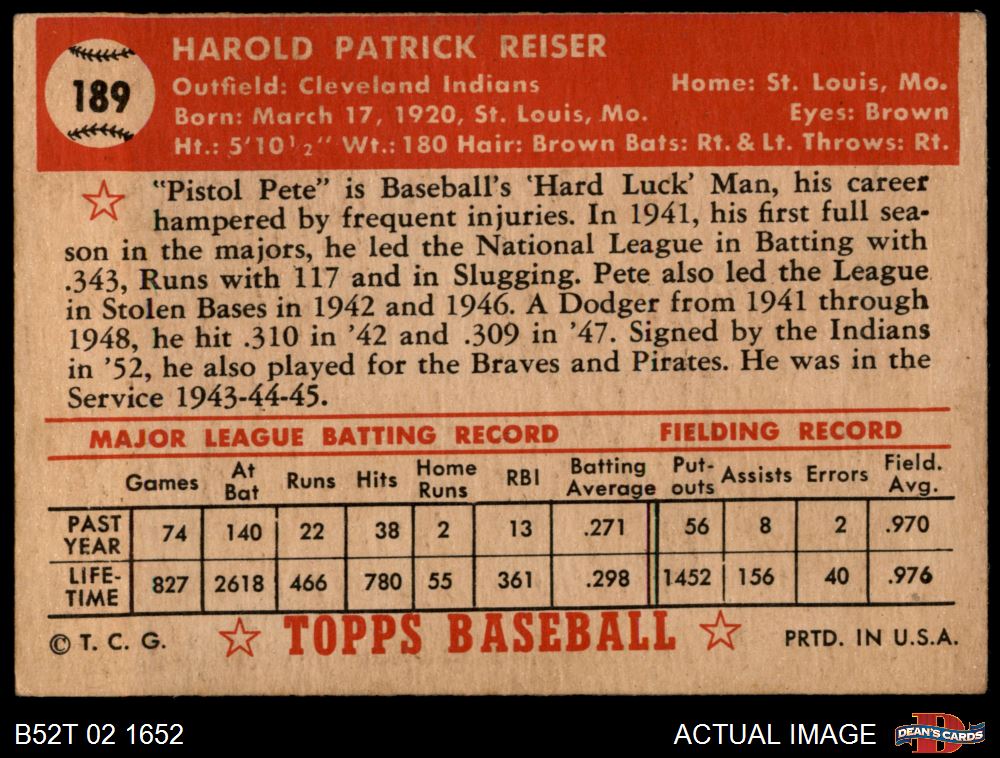 189
HAROLD PATRICK REISER
Outfield: Cleveland Indians Home: St. Louis, Mo.
Born: March 17, 1920, St. Louis, Mo. Eyes: Brown
Ht.: 5'10½" Wt.: 180 Hair: Brown Bats: Rt. & Lt. Throws: Rt.
"Pistol Pete" is Baseball's 'Hard Luck' Man, his career
hampered by frequent injuries. In 1941, his first full sea-
son in the majors, he led the National League in Batting with
.343, Runs with 117 and in Slugging. Pete also led the League
in Stolen Bases in 1942 and 1946. A Dodger from 1941 through
1948, he hit .310 in '42 and .309 in '47. Signed by the Indians
in '52, he also played for the Braves and Pirates. He was in the
Service 1943-44-45.
MAJOR LEAGUE BATTING RECORD FIELDING RECORD
Games At Bat Runs Hits Home Runs RBI Batting Average Put-outs Assists Errors Field. Avg.
PAST YEAR 74 140 22 38 2 13 .271 56 8 2 .970
LIFE-TIME 827 2618 466 780 55 361 .298 1452 156 40 .976
© T. C. G. TOPPS BASEBALL PRTD. IN U.S.A.
B52T 02 1652 ACTUAL IMAGE DEAN'S CARDS